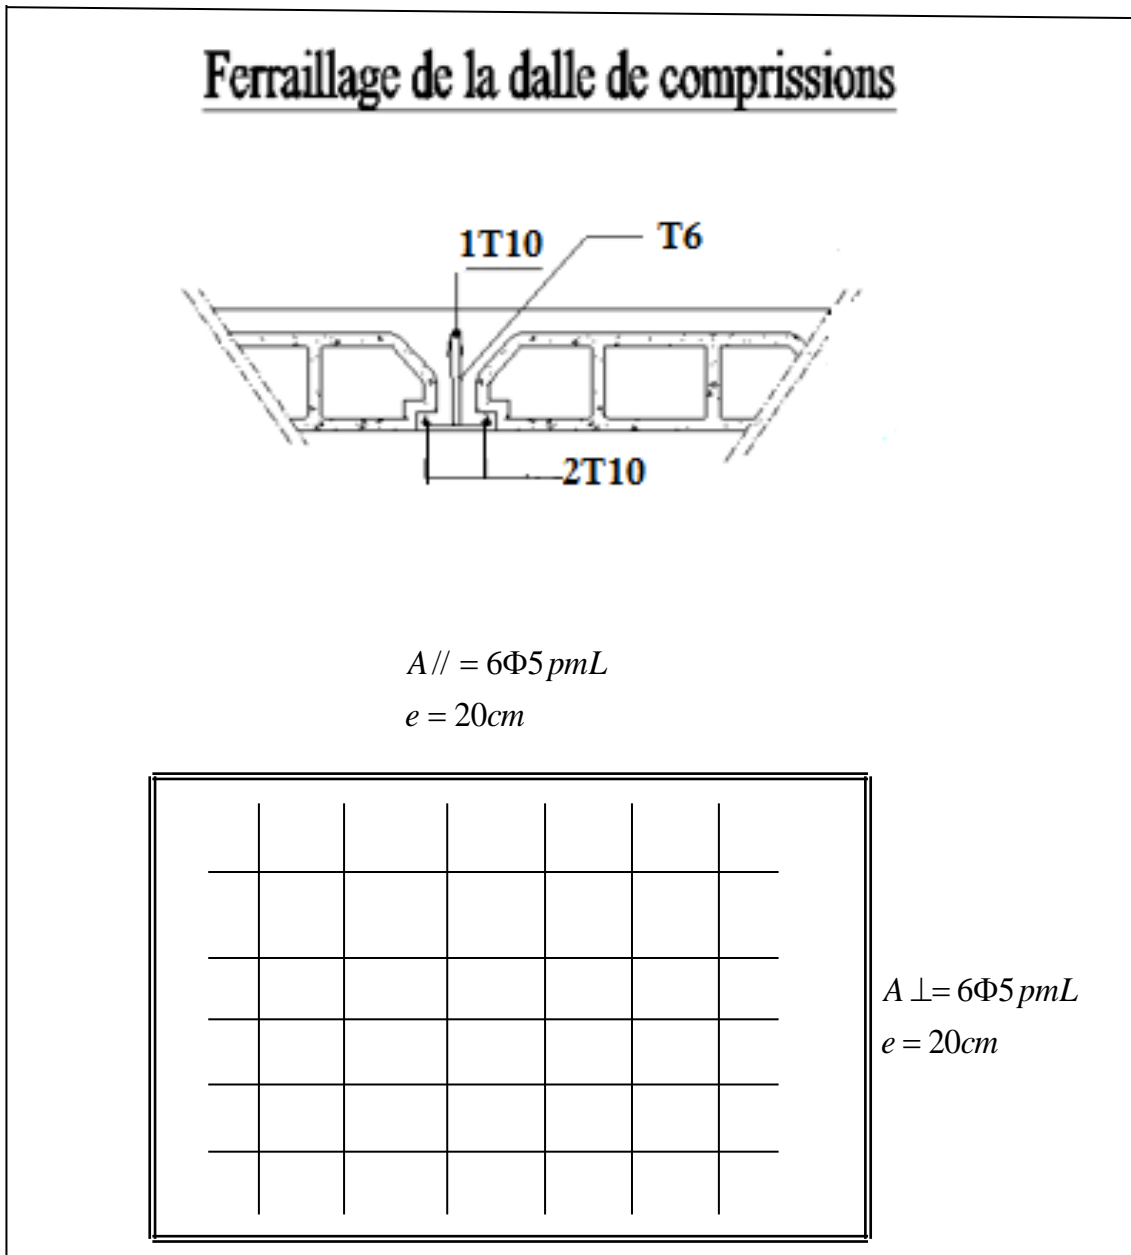 Ferraillage de la dalle de comprissions
1T10
T6
2T10
A// = 6Φ5 pmL
e = 20cm
A ⊥= 6Φ5 pmL
e = 20cm